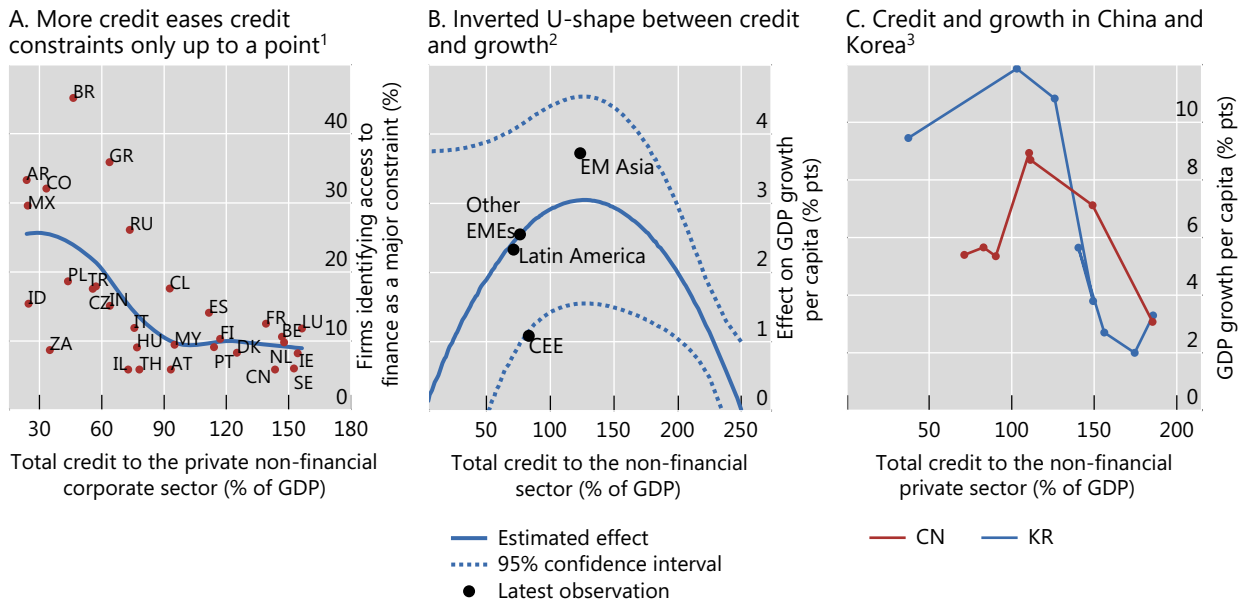 A. More credit eases credit
constraints only up to a point1
BR
GR
AR
CO
MX
RU
PL
TR
CZ
IN
CL
ID
ES
IT
FR
LU
BE
ZA
HU
MY
FI
IL
TH
AT
PT
DK
NL
IE
CN
SE
40
30
20
10
0
Firms identifying access to
finance as a major constraint (%)
30 60 90 120 150 180
Total credit to the private non-financial
corporate sector (% of GDP)
B. Inverted U-shape between credit
and growth2
EM Asia
Other
EMEs
Latin America
CEE
4
3
2
1
0
Effect on GDP growth
per capita (% pts)
50 100 150 200 250
Total credit to the non-financial
sector (% of GDP)
Estimated effect
95% confidence interval
Latest observation
C. Credit and growth in China and
Korea3
10
8
6
4
2
GDP growth per capita (% pts)
50 100 150 200
Total credit to the non-financial
private sector (% of GDP)
CN KR